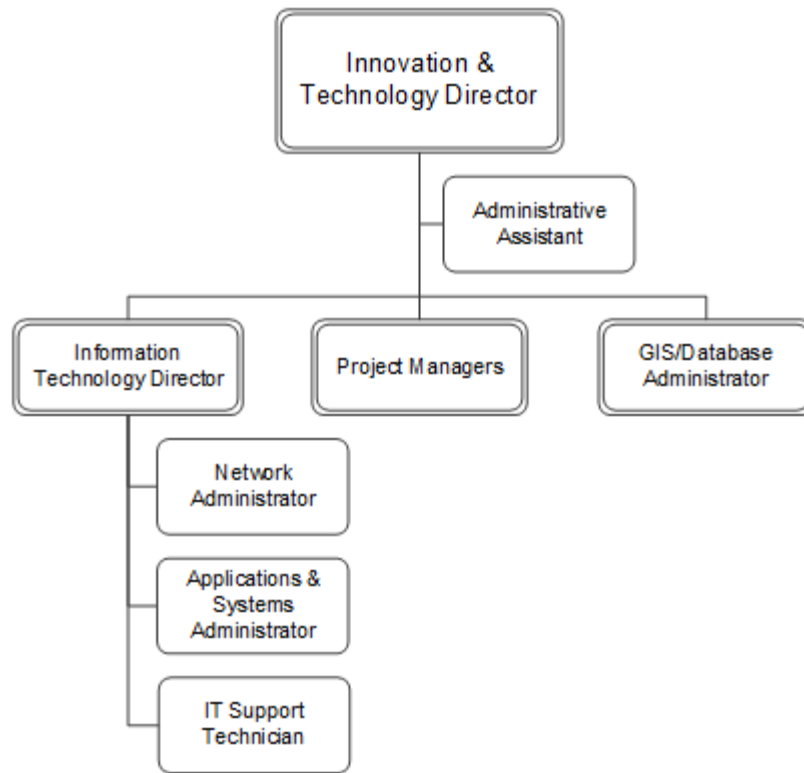 Innovation &
Technology Director
Administrative
Assistant
Information
Technology Director
Project Managers
GIS/Database
Administrator
Network
Administrator
Applications &
Systems
Administrator
IT Support
Technician